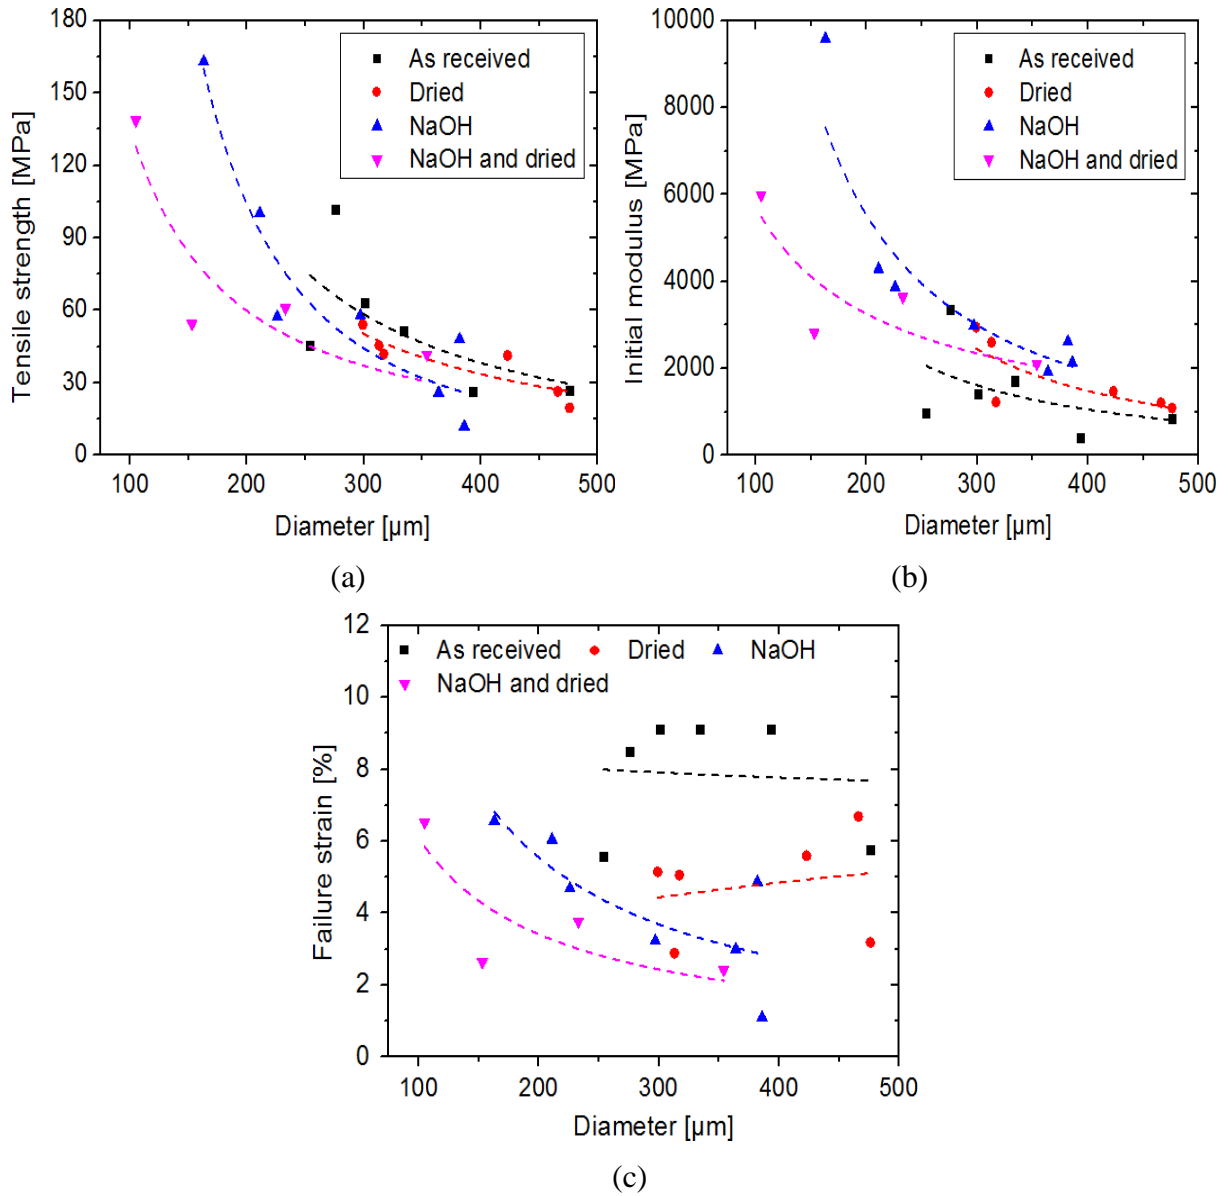 180
150
120
90
60
30
0
Tensile strength [MPa]
As received
Dried
NaOH
NaOH and dried
100 200 300 400 500
Diameter [µm]
(a)
10000
8000
6000
4000
2000
0
Initial modulus [MPa]
As received
Dried
NaOH
NaOH and dried
100 200 300 400 500
Diameter [µm]
(b)
12
10
8
6
4
2
0
Failure strain [%]
As received Dried NaOH
NaOH and dried
100 200 300 400 500
Diameter [µm]
(c)